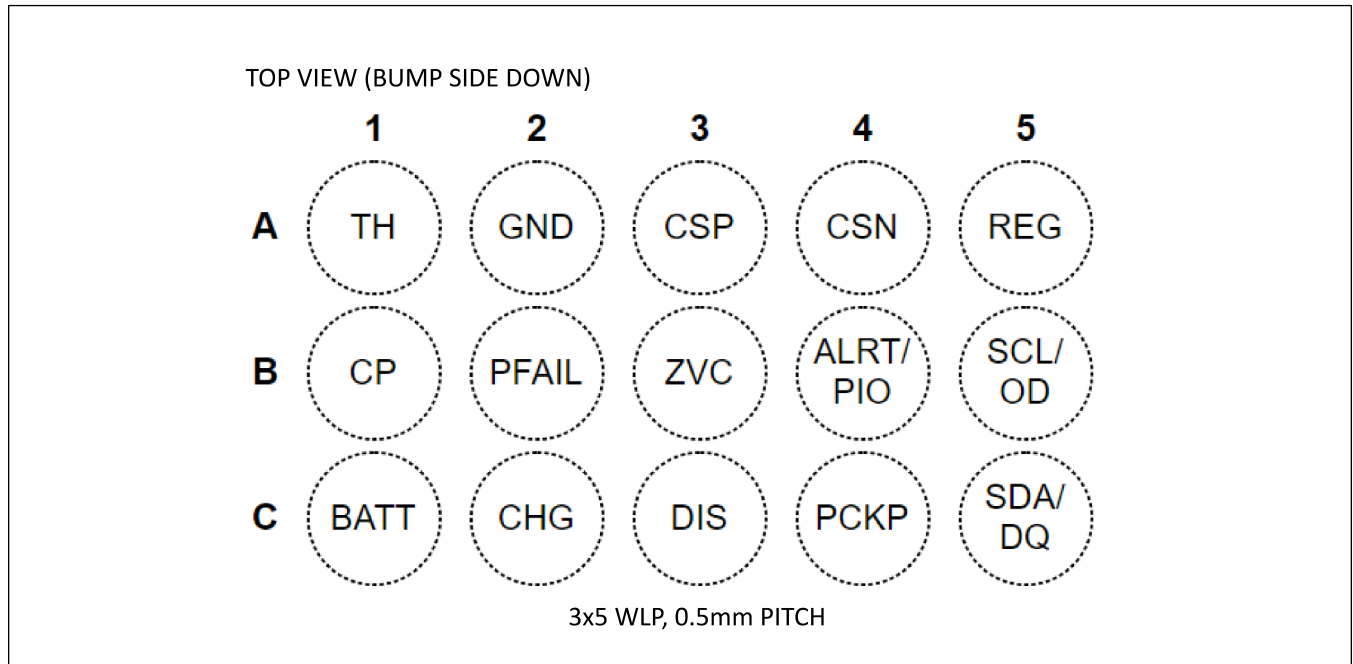 TOP VIEW (BUMP SIDE DOWN)
1 2 3 4 5
A TH GND CSP CSN REG
B CP PFAIL ZVC ALRT/ PIO SCL/ OD
C BATT CHG DIS PCKP SDA/ DQ
3x5 WLP, 0.5mm PITCH